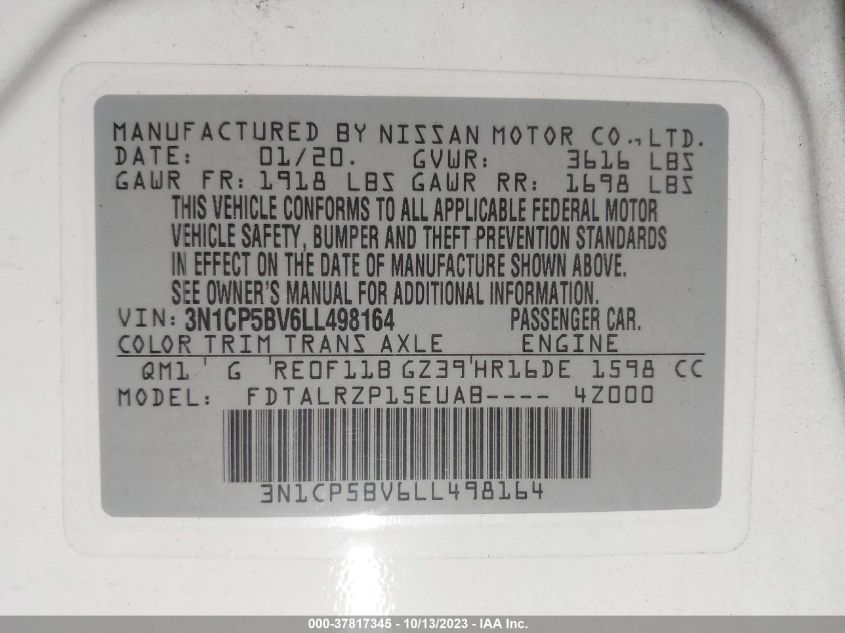 MANUFACTURED BY NISSAN MOTOR CO., LTD.
DATE: 01/20. GVWR: 3616 LBS
GAWR FR: 1918 LBS GAWR RR: 1698 LBS
THIS VEHICLE CONFORMS TO ALL APPLICABLE FEDERAL MOTOR
VEHICLE SAFETY, BUMPER AND THEFT PREVENTION STANDARDS
IN EFFECT ON THE DATE OF MANUFACTURE SHOWN ABOVE.
SEE OWNER'S MANUAL FOR ADDITIONAL INFORMATION.
VIN: 3N1CP5BV6LL498164 PASSENGER CAR.
COLOR TRIM TRANS AXLE ENGINE
QM1 G RE0F11B GZ39 HR16DE 1598 CC
MODEL: FDTALRZP15EUAB---- 4Z000
3N1CP5BV6LL498164
000-37817345 - 10/13/2023 - IAA Inc.